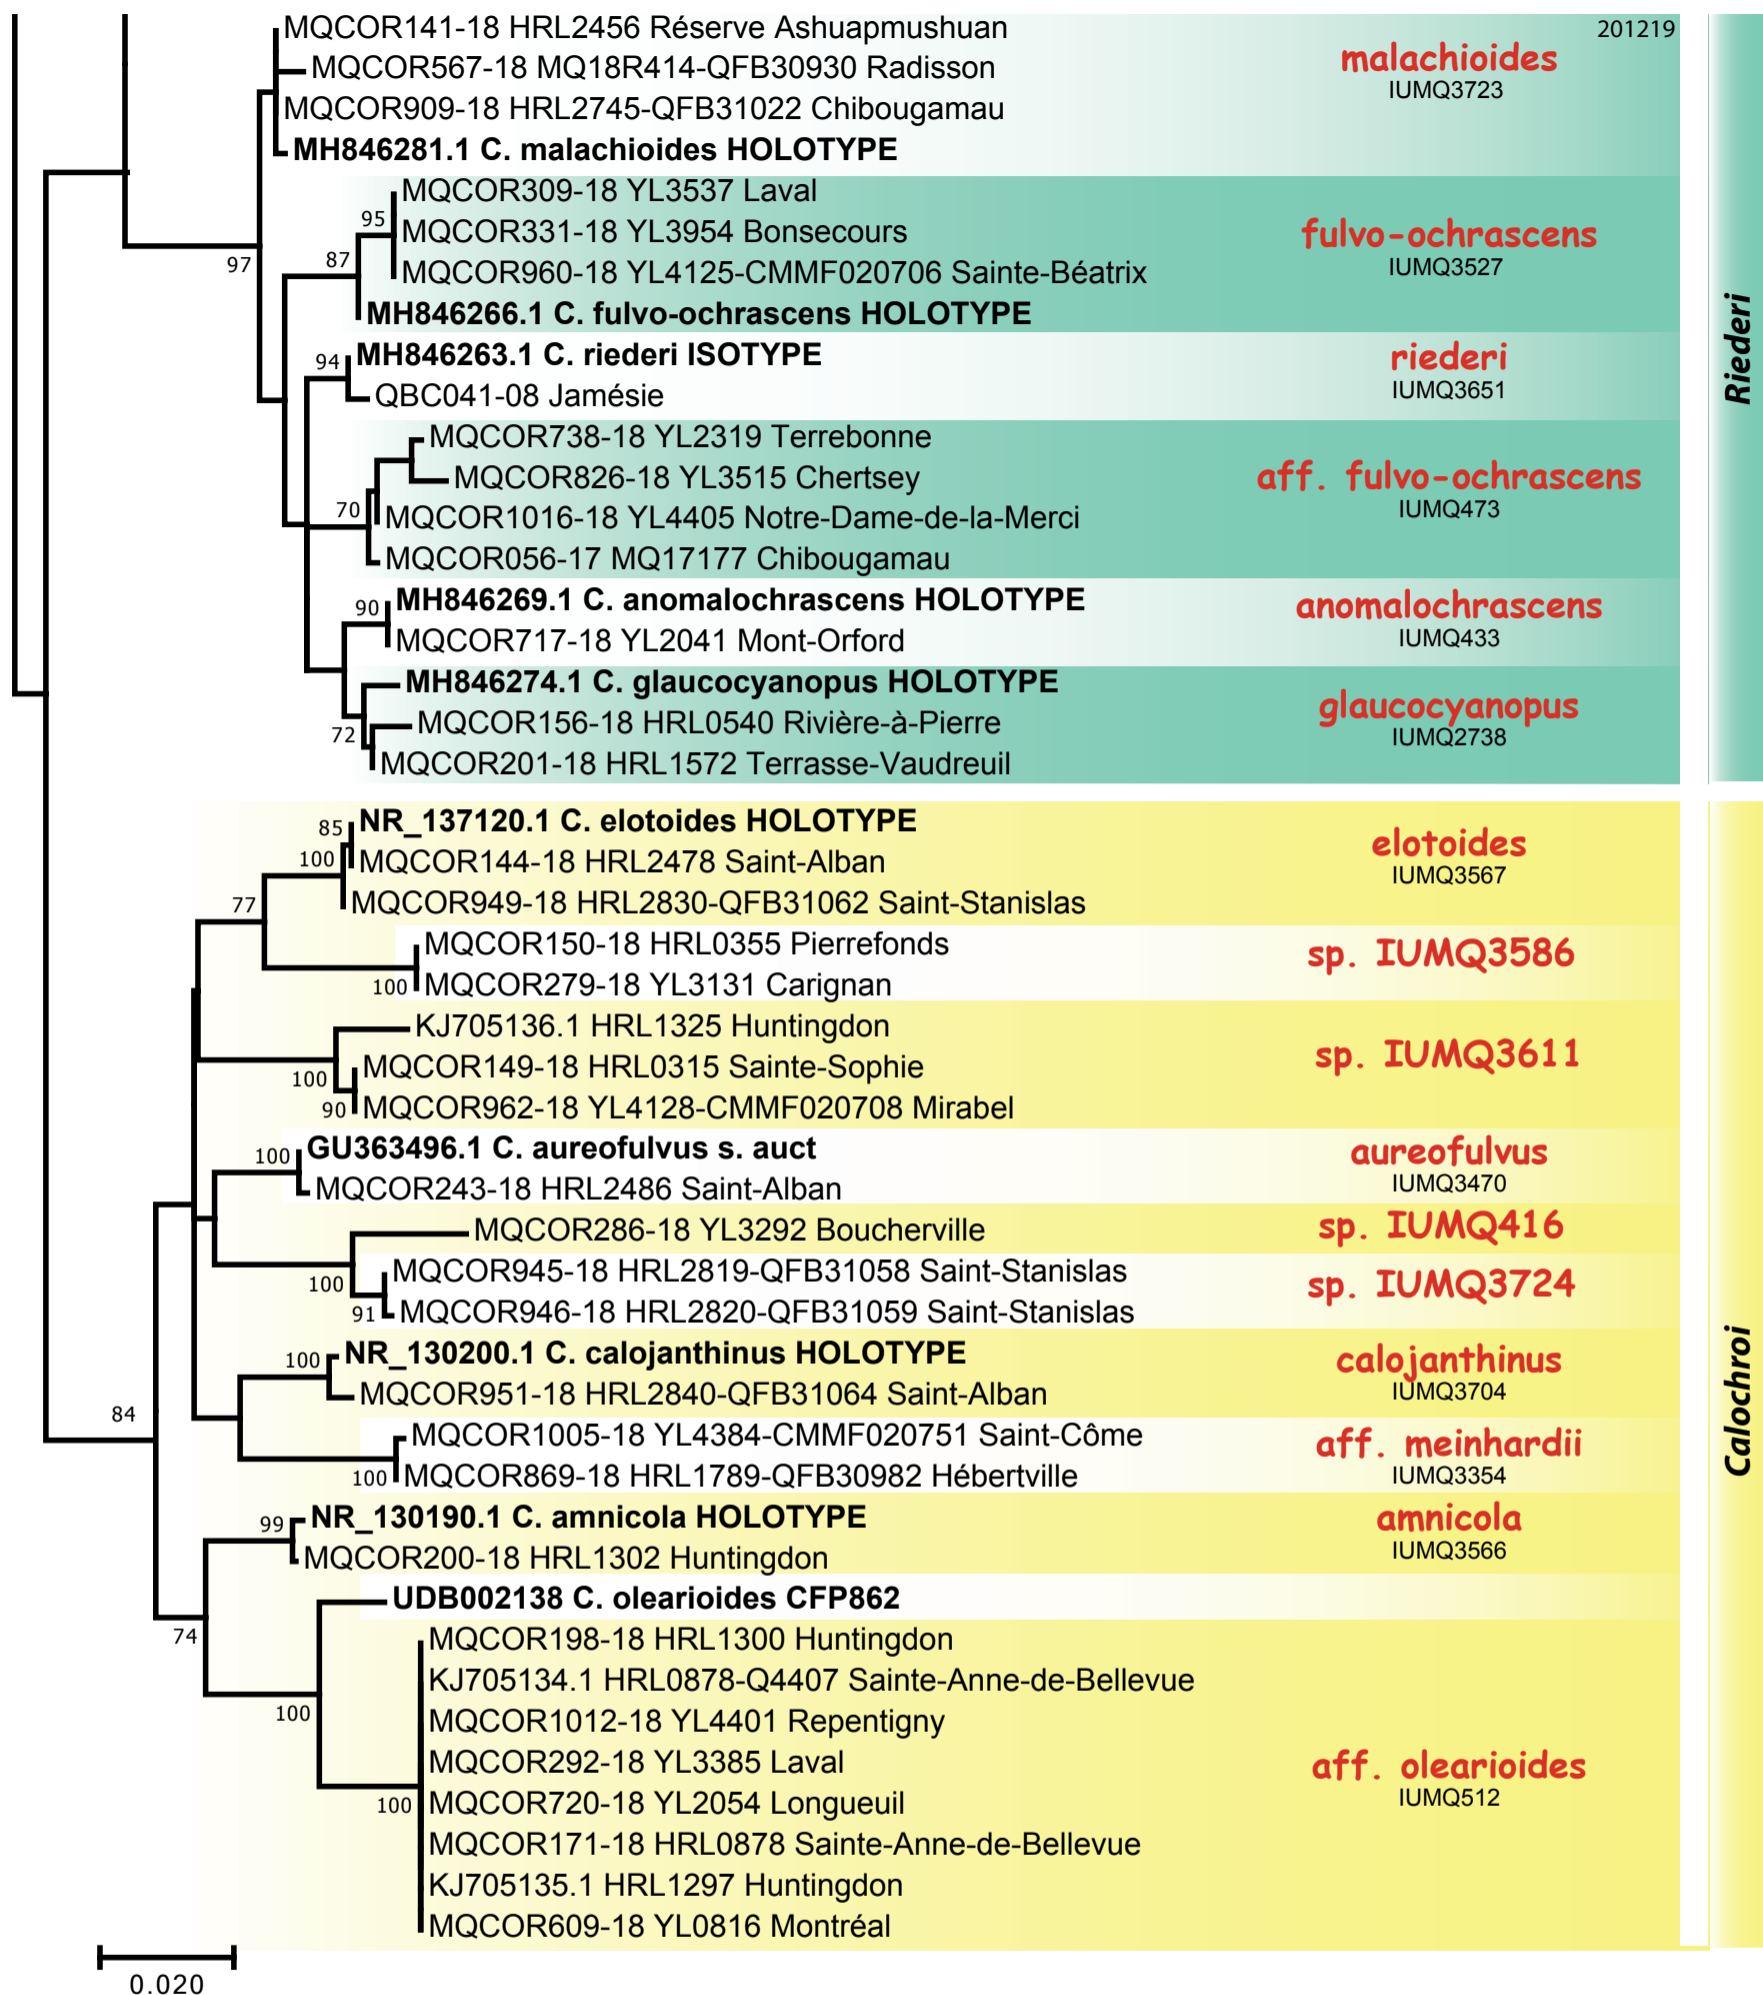 MQCOR141-18 HRL2456 Réserve Ashuapmushuan
201219
MQCOR567-18 MQ18R414-QFB30930 Radisson
malachioides
IUMQ3723
MQCOR909-18 HRL2745-QFB31022 Chibougamau
MH846281.1 C. malachioides HOLOTYPE
97
MQCOR309-18 YL3537 Laval
95
MQCOR331-18 YL3954 Bonsecours
fulvo-ochrascens
IUMQ3527
87
MQCOR960-18 YL4125-CMMF020706 Sainte-Béatrix
MH846266.1 C. fulvo-ochrascens HOLOTYPE
Riederi
94
MH846263.1 C. riederi ISOTYPE
riederi
IUMQ3651
QBC041-08 Jamésie
MQCOR738-18 YL2319 Terrebonne
MQCOR826-18 YL3515 Chertsey
aff. fulvo-ochrascens
IUMQ473
70
MQCOR1016-18 YL4405 Notre-Dame-de-la-Merci
MQCOR056-17 MQ17177 Chibougamau
90
MH846269.1 C. anomalochrascens HOLOTYPE
anomalochrascens
IUMQ433
MQCOR717-18 YL2041 Mont-Orford
MH846274.1 C. glaucocyanopus HOLOTYPE
glaucocyanopus
IUMQ2738
72
MQCOR156-18 HRL0540 Rivière-à-Pierre
MQCOR201-18 HRL1572 Terrasse-Vaudreuil
85
NR_137120.1 C. elotoides HOLOTYPE
elotoides
IUMQ3567
100
MQCOR144-18 HRL2478 Saint-Alban
77
MQCOR949-18 HRL2830-QFB31062 Saint-Stanislas
MQCOR150-18 HRL0355 Pierrefonds
sp. IUMQ3586
100
MQCOR279-18 YL3131 Carignan
KJ705136.1 HRL1325 Huntingdon
sp. IUMQ3611
100
MQCOR149-18 HRL0315 Sainte-Sophie
90
MQCOR962-18 YL4128-CMMF020708 Mirabel
100
GU363496.1 C. aureofulvus s. auct
aureofulvus
IUMQ3470
MQCOR243-18 HRL2486 Saint-Alban
MQCOR286-18 YL3292 Boucherville
sp. IUMQ416
100
MQCOR945-18 HRL2819-QFB31058 Saint-Stanislas
sp. IUMQ3724
91
MQCOR946-18 HRL2820-QFB31059 Saint-Stanislas
100
NR_130200.1 C. calojanthinus HOLOTYPE
calojanthinus
IUMQ3704
MQCOR951-18 HRL2840-QFB31064 Saint-Alban
Calochroi
84
MQCOR1005-18 YL4384-CMMF020751 Saint-Côme
aff. meinhardii
IUMQ3354
100
MQCOR869-18 HRL1789-QFB30982 Hébertville
99
NR_130190.1 C. amnicola HOLOTYPE
amnicola
IUMQ3566
MQCOR200-18 HRL1302 Huntingdon
UDB002138 C. olearioides CFP862
74
MQCOR198-18 HRL1300 Huntingdon
KJ705134.1 HRL0878-Q4407 Sainte-Anne-de-Bellevue
100
MQCOR1012-18 YL4401 Repentigny
MQCOR292-18 YL3385 Laval
aff. olearioides
IUMQ512
100
MQCOR720-18 YL2054 Longueuil
MQCOR171-18 HRL0878 Sainte-Anne-de-Bellevue
KJ705135.1 HRL1297 Huntingdon
MQCOR609-18 YL0816 Montréal
0.020